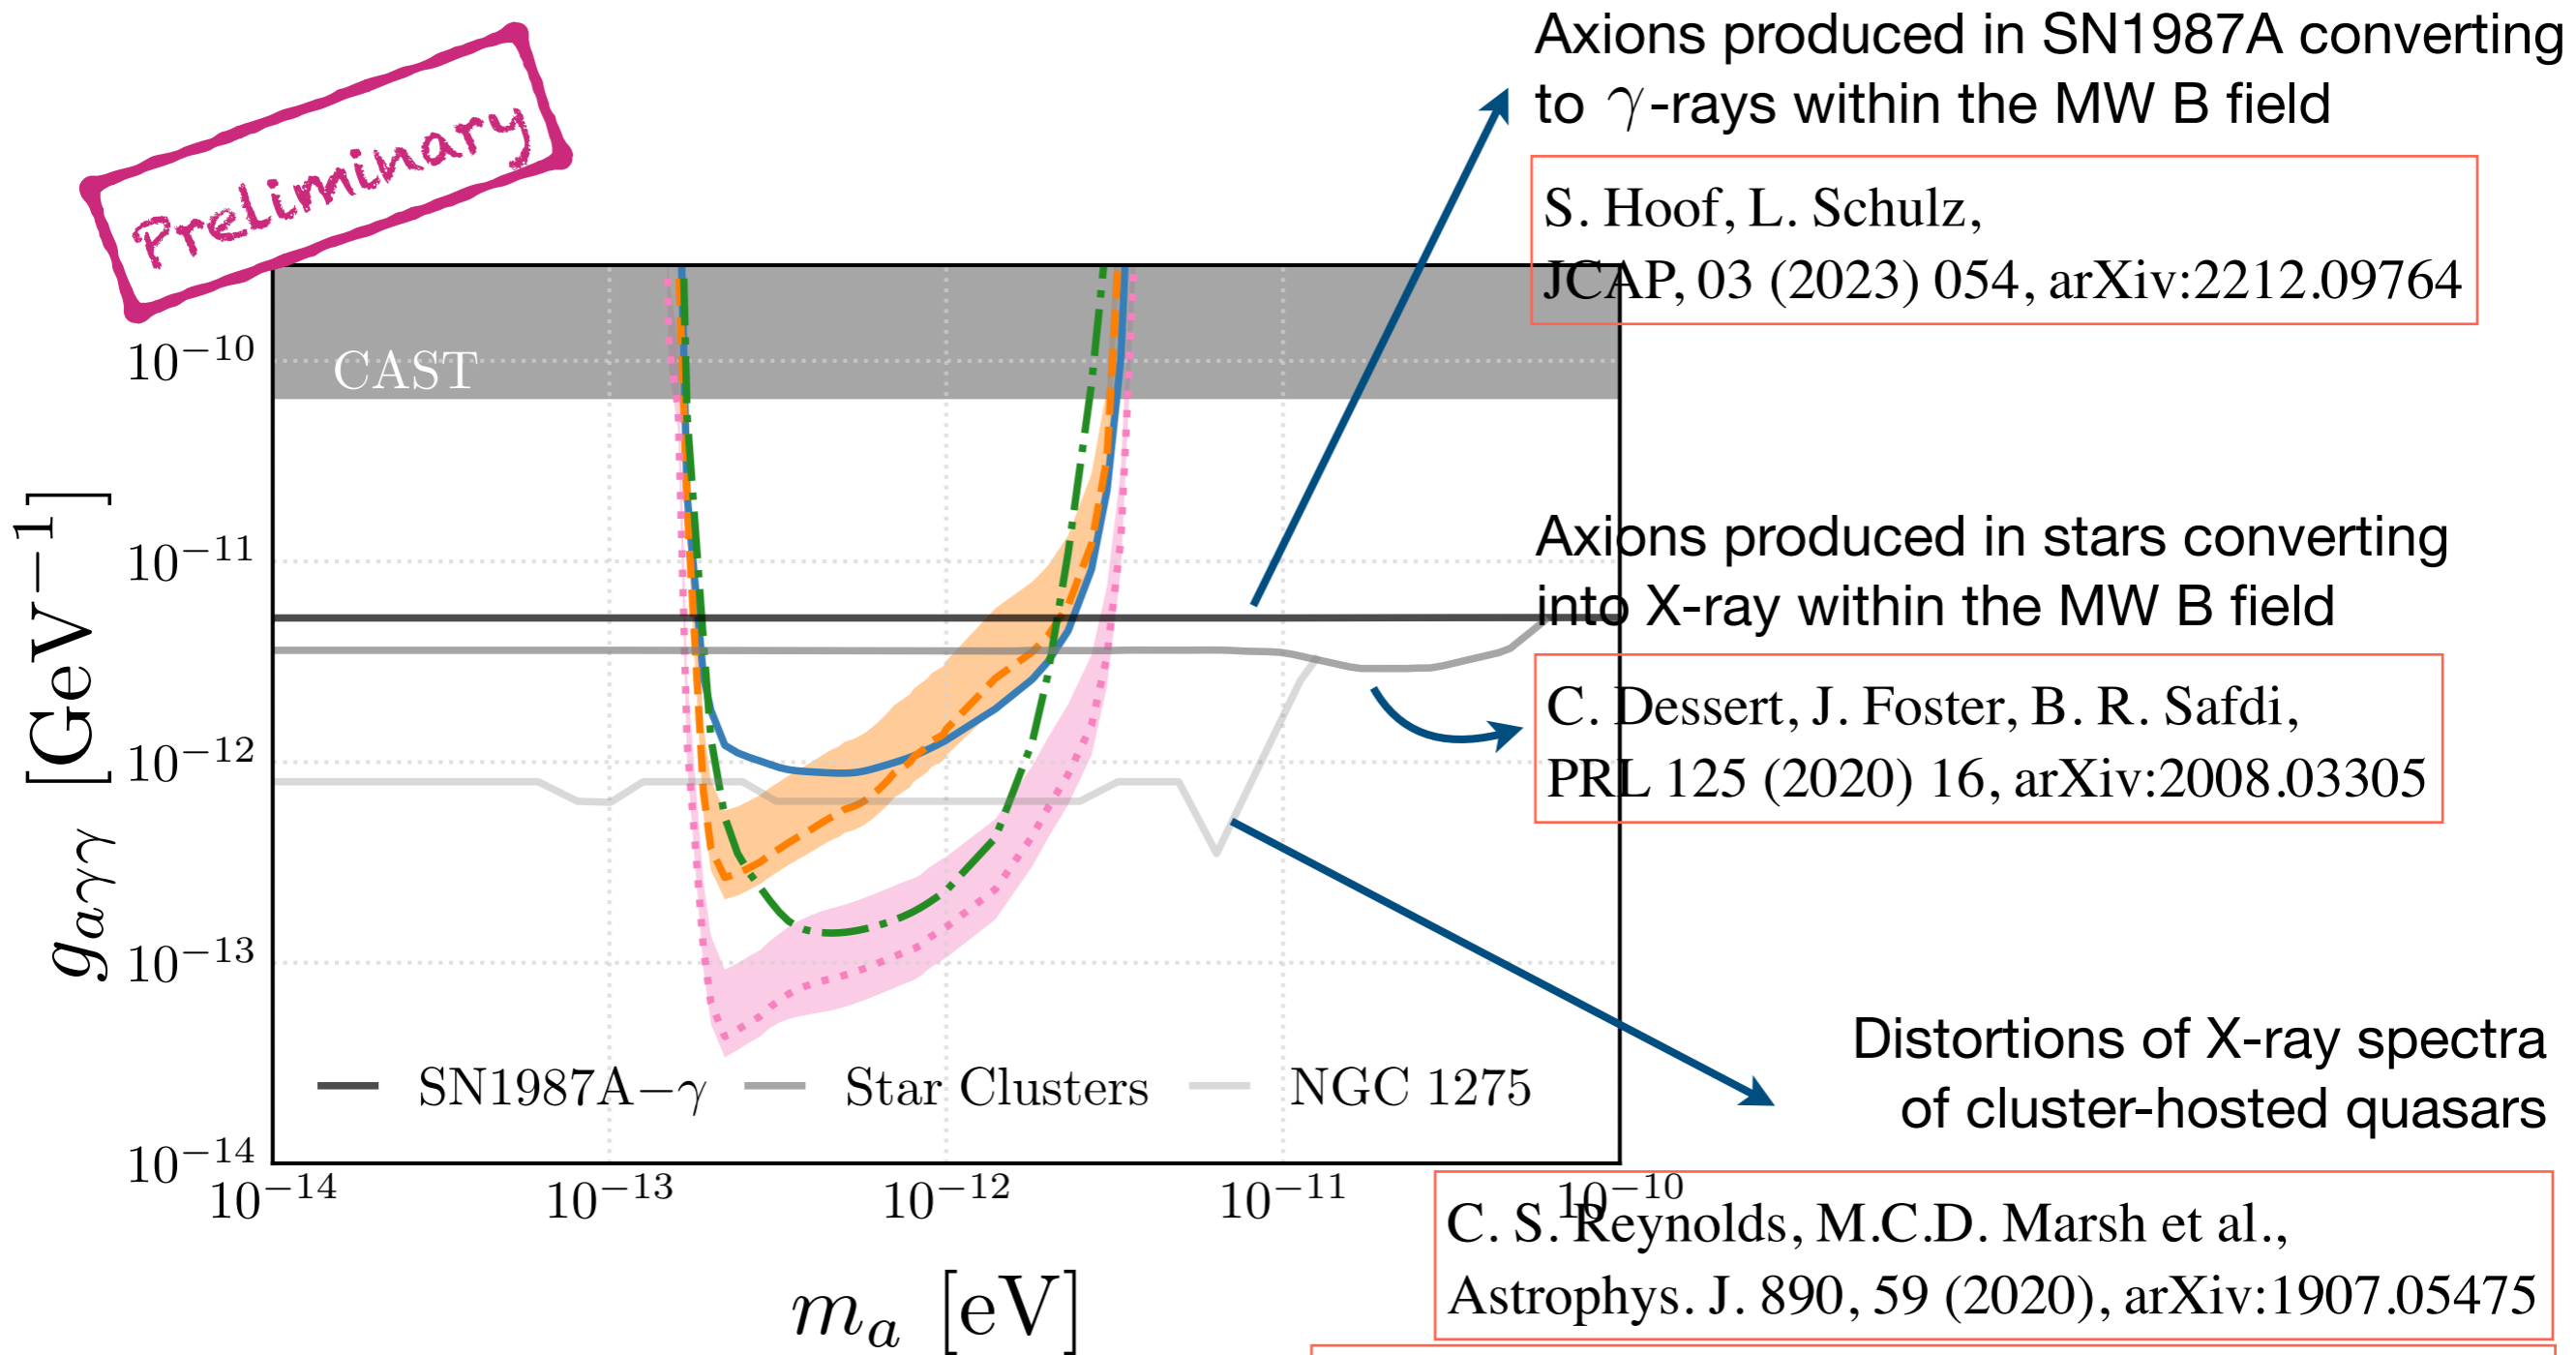 Preliminary
Axions produced in SN1987A converting
to γ-rays within the MW B field
S. Hoof, L. Schulz,
JCAP, 03 (2023) 054, arXiv:2212.09764
Axions produced in stars converting
into X-ray within the MW B field
C. Dessert, J. Foster, B. R. Safdi,
PRL 125 (2020) 16, arXiv:2008.03305
Distortions of X-ray spectra
of cluster-hosted quasars
C. S. Reynolds, M.C.D. Marsh et al.,
Astrophys. J. 890, 59 (2020), arXiv:1907.05475
CAST
g_{aγγ} [GeV⁻¹]
10⁻¹⁰
10⁻¹¹
10⁻¹²
10⁻¹³
10⁻¹⁴
SN1987A−γ Star Clusters NGC 1275
10⁻¹⁴ 10⁻¹³ 10⁻¹² 10⁻¹¹ 10⁻¹⁰
m_a [eV]